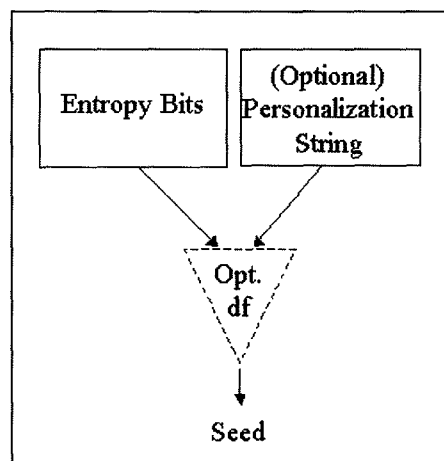 Entropy Bits
(Optional)
Personalization
String
Opt.
df
Seed